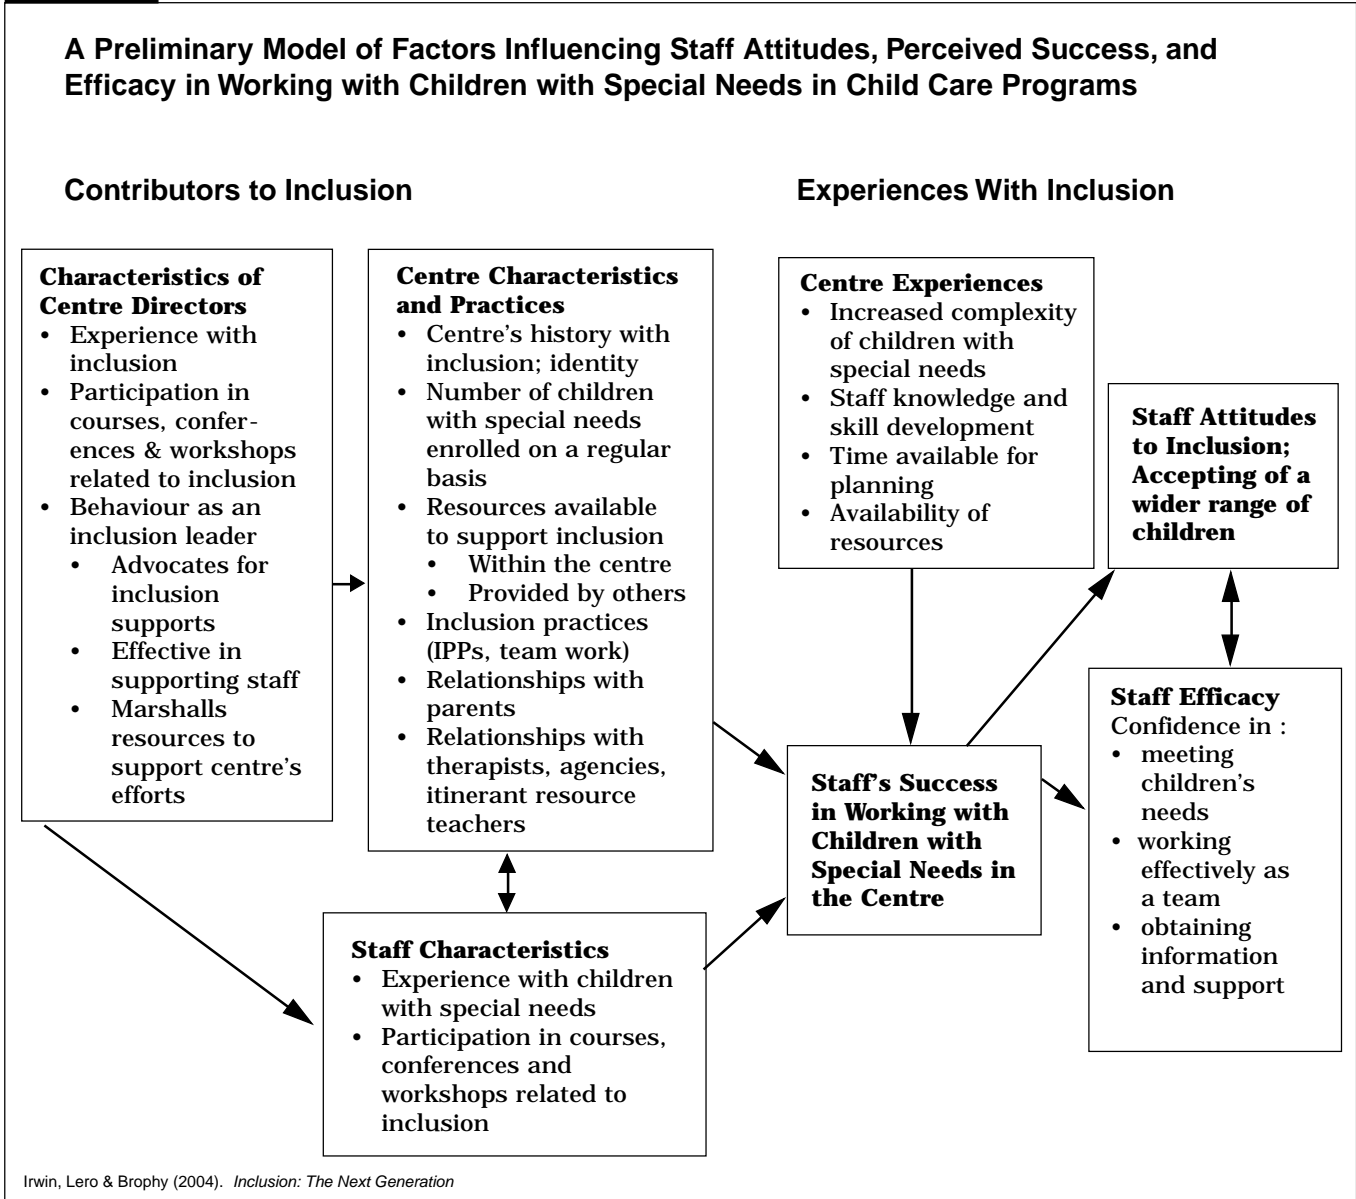 A Preliminary Model of Factors Influencing Staff Attitudes, Perceived Success, and
Efficacy in Working with Children with Special Needs in Child Care Programs
Contributors to Inclusion
Experiences With Inclusion
Characteristics of
Centre Directors
• Experience with
inclusion
• Participation in
courses, confer-
ences & workshops
related to inclusion
• Behaviour as an
inclusion leader
• Advocates for
inclusion
supports
• Effective in
supporting staff
• Marshalls
resources to
support centre's
efforts
Centre Characteristics
and Practices
• Centre's history with
inclusion; identity
• Number of children
with special needs
enrolled on a regular
basis
• Resources available
to support inclusion
• Within the centre
• Provided by others
• Inclusion practices
(IPPs, team work)
• Relationships with
parents
• Relationships with
therapists, agencies,
itinerant resource
teachers
Staff Characteristics
• Experience with children
with special needs
• Participation in courses,
conferences and
workshops related to
inclusion
Centre Experiences
• Increased complexity
of children with
special needs
• Staff knowledge and
skill development
• Time available for
planning
• Availability of
resources
Staff's Success
in Working with
Children with
Special Needs in
the Centre
Staff Attitudes
to Inclusion;
Accepting of a
wider range of
children
Staff Efficacy
Confidence in :
• meeting
children's
needs
• working
effectively as
a team
• obtaining
information
and support
Irwin, Lero & Brophy (2004). Inclusion: The Next Generation